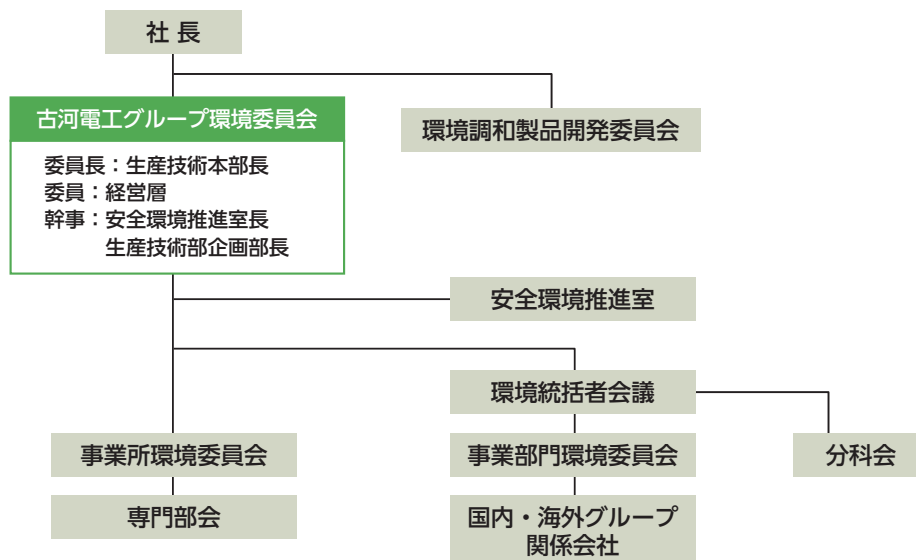 社 長
古河電工グループ環境委員会
環境調和製品開発委員会
委員長：生産技術本部長
委員：経営層
幹事：安全環境推進室長
生産技術部企画部長
安全環境推進室
環境統括者会議
事業所環境委員会
事業部門環境委員会
分科会
専門部会
国内・海外グループ
関係会社